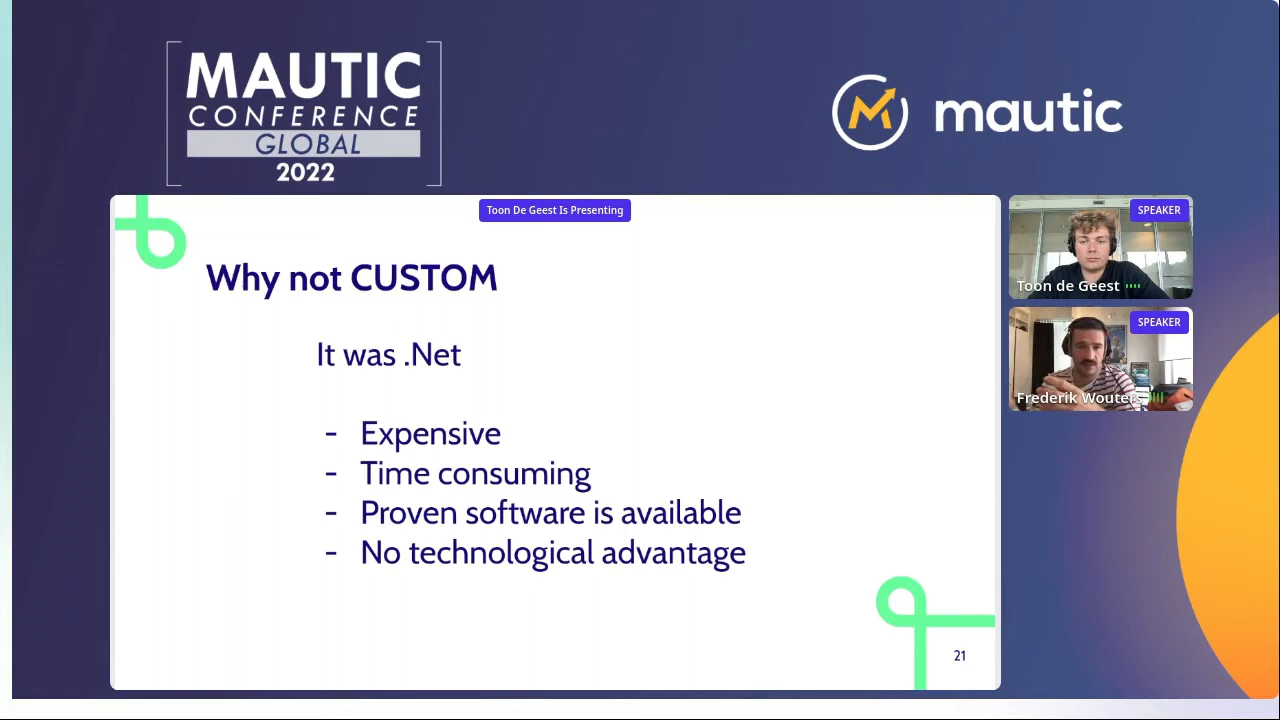 MAUTIC
CONFERENCE
GLOBAL
2022
mautic
Toon De Geest Is Presenting
Why not CUSTOM
It was .Net
- Expensive
- Time consuming
- Proven software is available
- No technological advantage
21
SPEAKER
Toon de Geest
SPEAKER
Frederik Wouters